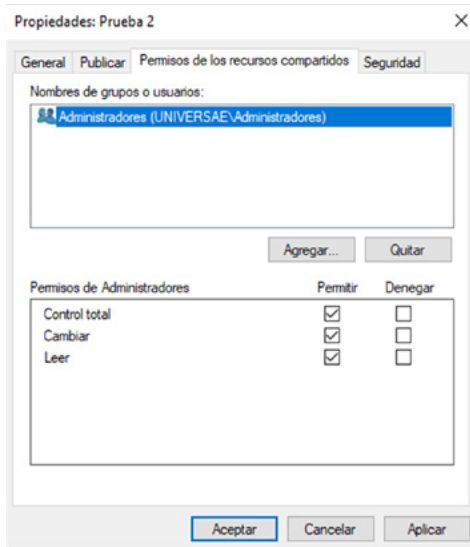 Propiedades: Prueba 2
General Publicar Permisos de los recursos compartidos Seguridad
Nombres de grupos o usuarios:
Administradores (UNIVERSAE\Administradores)
Agregar... Quitar
Permisos de Administradores Permitir Denegar
Control total
Cambiar
Leer
Aceptar Cancelar Aplicar